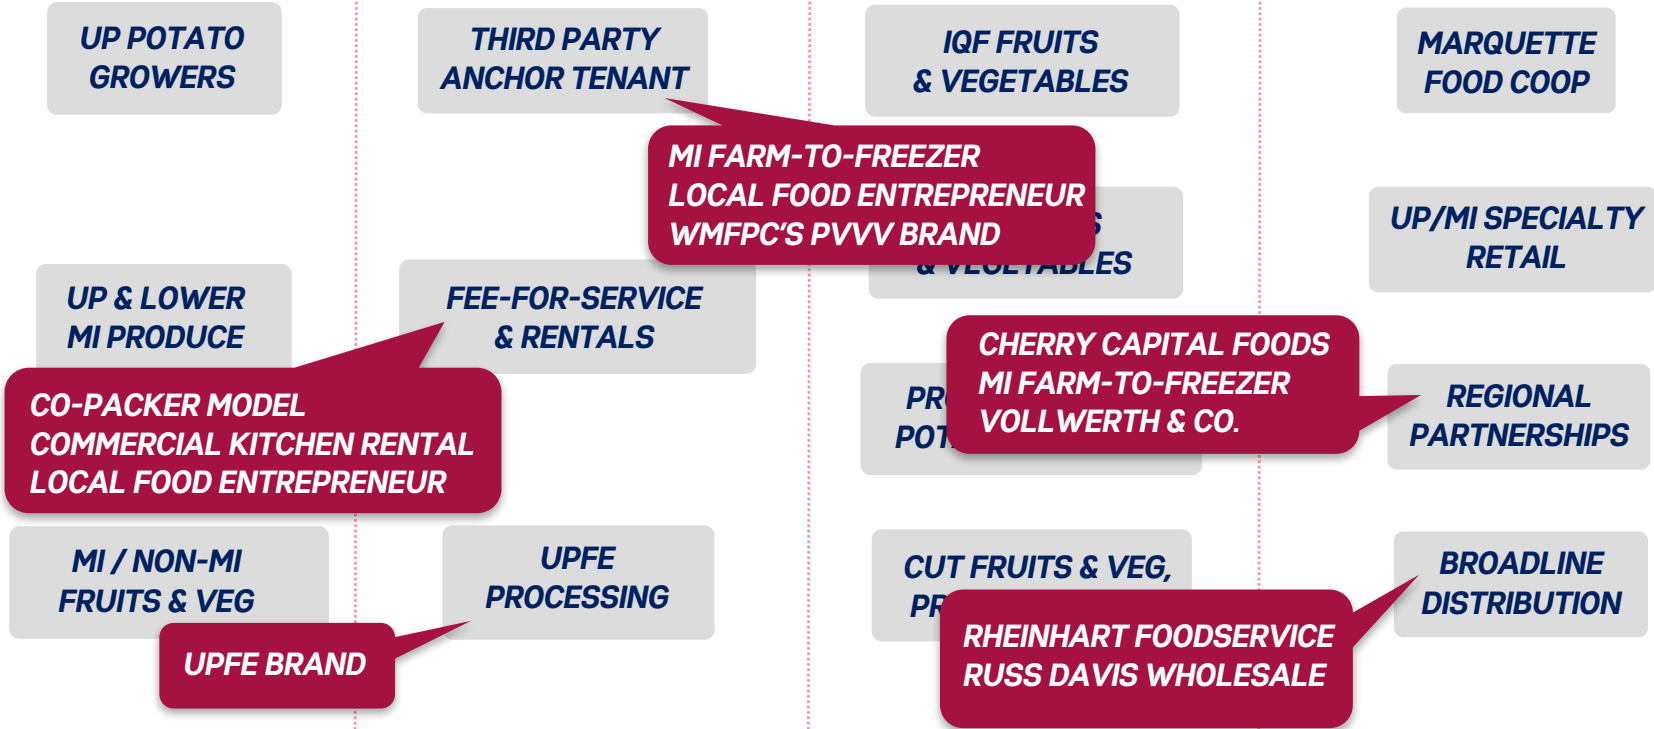 UP POTATO
GROWERS
THIRD PARTY
ANCHOR TENANT
IQF FRUITS
& VEGETABLES
MARQUETTE
FOOD COOP
MI FARM-TO-FREEZER
LOCAL FOOD ENTREPRENEUR
WMFPC'S PVVV BRAND
& VEGETABLES
UP/MI SPECIALTY
RETAIL
UP & LOWER
MI PRODUCE
FEE-FOR-SERVICE
& RENTALS
CO-PACKER MODEL
COMMERCIAL KITCHEN RENTAL
LOCAL FOOD ENTREPRENEUR
CHERRY CAPITAL FOODS
MI FARM-TO-FREEZER
VOLLWERTH & CO.
REGIONAL
PARTNERSHIPS
MI / NON-MI
FRUITS & VEG
UPFE
PROCESSING
UPFE BRAND
CUT FRUITS & VEG,
RHEINHART FOODSERVICE
RUSS DAVIS WHOLESALE
BROADLINE
DISTRIBUTION